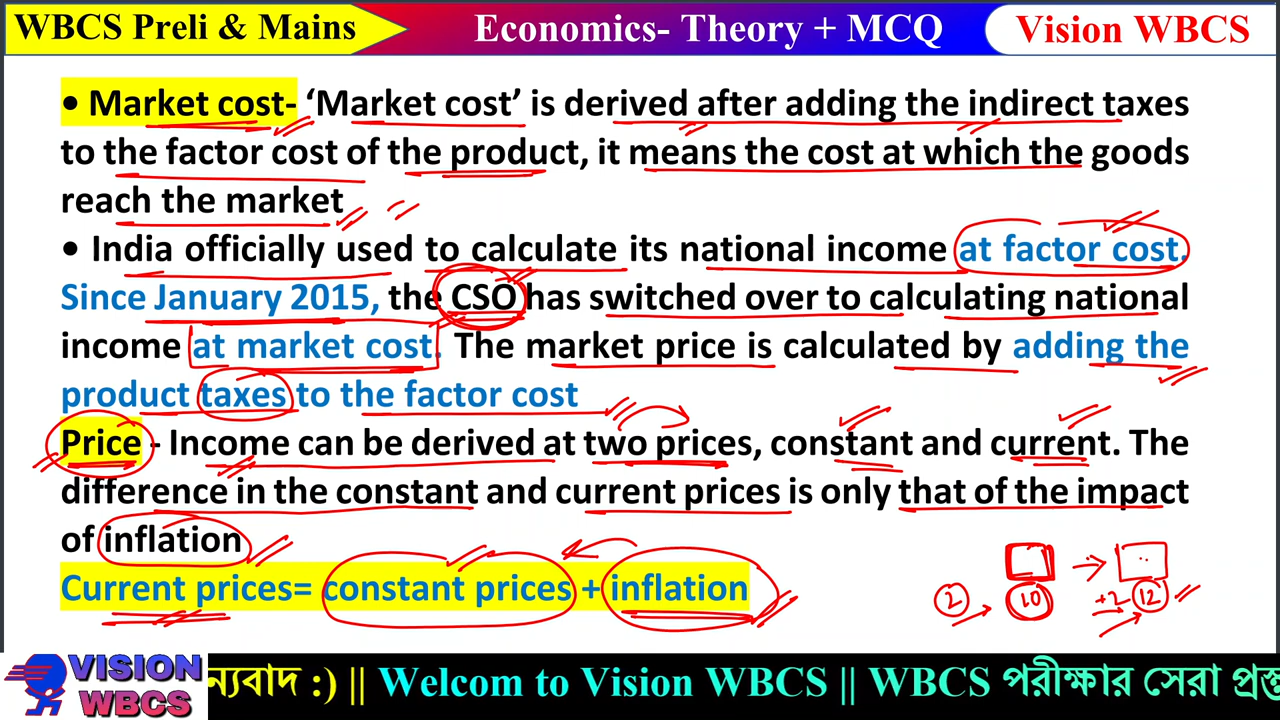 WBCS Preli & Mains
Economics- Theory + MCQ
Vision WBCS
• Market cost- ‘Market cost’ is derived after adding the indirect taxes
to the factor cost of the product, it means the cost at which the goods
reach the market
• India officially used to calculate its national income at factor cost.
Since January 2015, the CSO has switched over to calculating national
income at market cost. The market price is calculated by adding the
product taxes to the factor cost
Price - Income can be derived at two prices, constant and current. The
difference in the constant and current prices is only that of the impact
of inflation
Current prices= constant prices + inflation
2 10 +2 12
VISION
WBCS
ন্যবাদ :) || Welcom to Vision WBCS || WBCS পরীক্ষার সেরা প্রস্তু